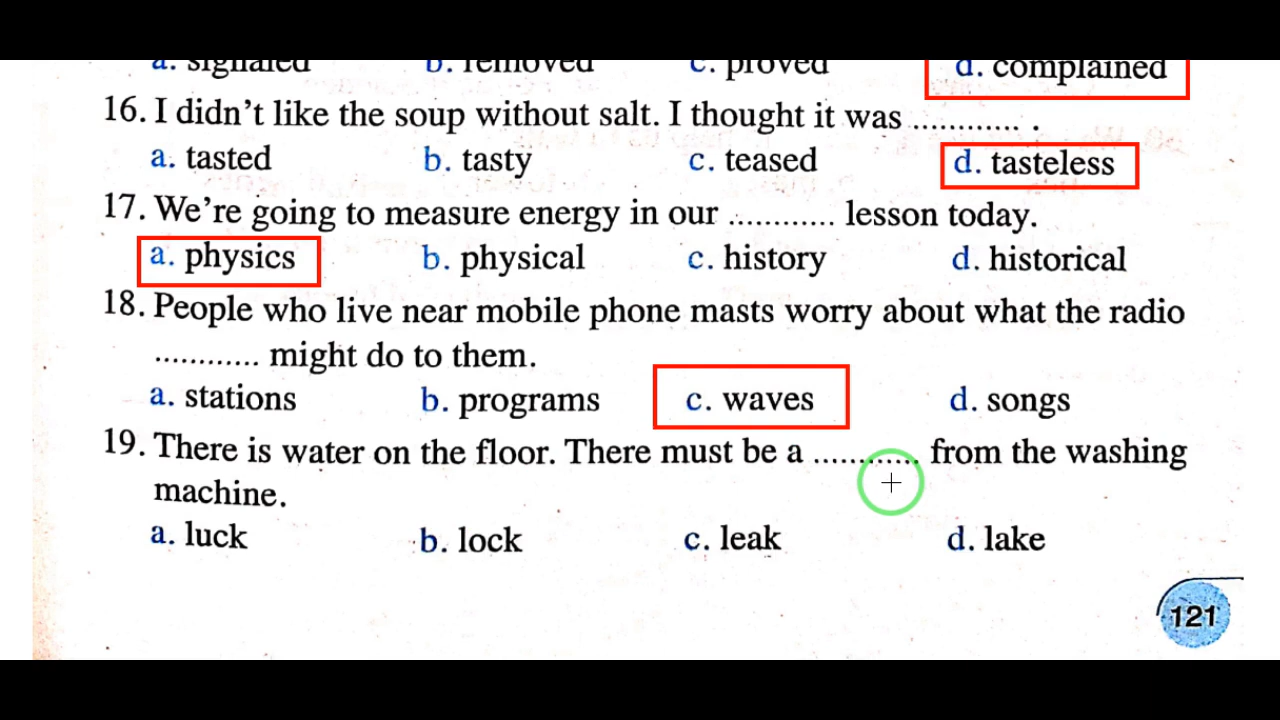 a. signaled b. removed c. proved d. complained
16. I didn't like the soup without salt. I thought it was ............ .
a. tasted b. tasty c. teased d. tasteless
17. We're going to measure energy in our ............ lesson today.
a. physics b. physical c. history d. historical
18. People who live near mobile phone masts worry about what the radio
............ might do to them.
a. stations b. programs c. waves d. songs
19. There is water on the floor. There must be a ............ from the washing
machine.
a. luck b. lock c. leak d. lake
121